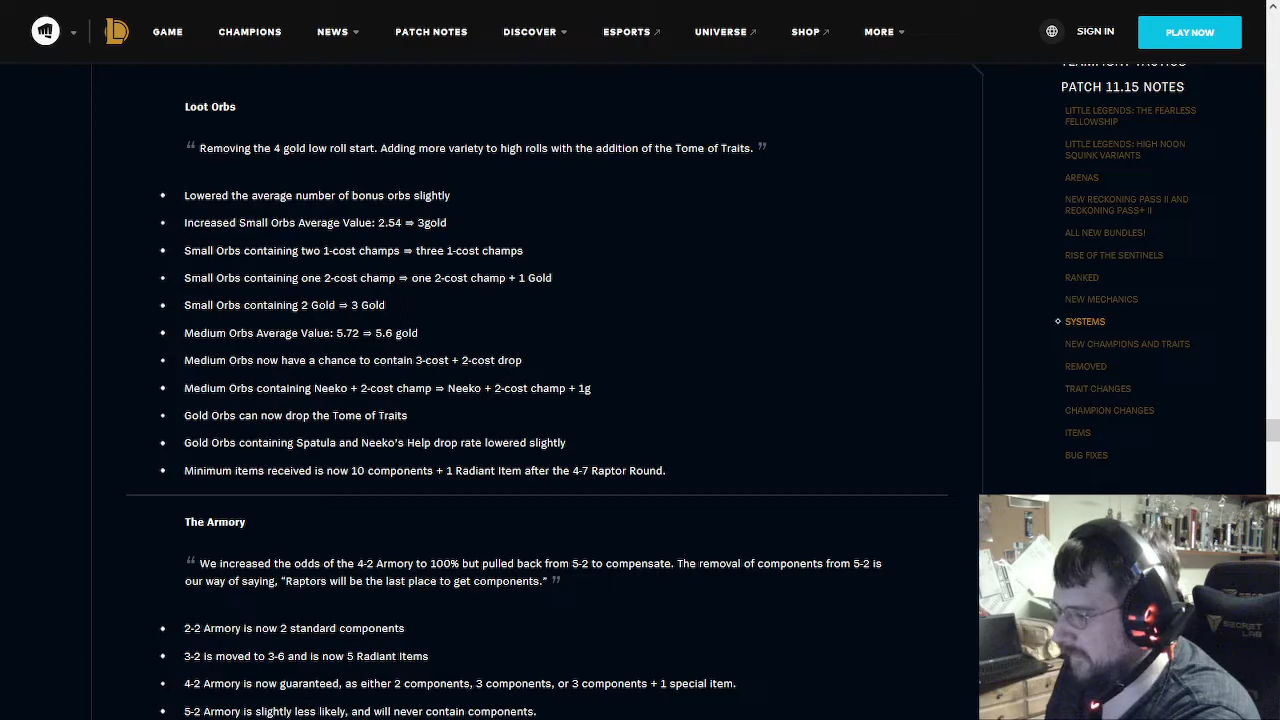 GAME
CHAMPIONS
NEWS
PATCH NOTES
DISCOVER
ESPORTS
UNIVERSE
SHOP
MORE
SIGN IN
PLAY NOW
Loot Orbs
“ Removing the 4 gold low roll start. Adding more variety to high rolls with the addition of the Tome of Traits. ”
• Lowered the average number of bonus orbs slightly
• Increased Small Orbs Average Value: 2.54 ⇒ 3gold
• Small Orbs containing two 1-cost champs ⇒ three 1-cost champs
• Small Orbs containing one 2-cost champ ⇒ one 2-cost champ + 1 Gold
• Small Orbs containing 2 Gold ⇒ 3 Gold
• Medium Orbs Average Value: 5.72 ⇒ 5.6 gold
• Medium Orbs now have a chance to contain 3-cost + 2-cost drop
• Medium Orbs containing Neeko + 2-cost champ ⇒ Neeko + 2-cost champ + 1g
• Gold Orbs can now drop the Tome of Traits
• Gold Orbs containing Spatula and Neeko's Help drop rate lowered slightly
• Minimum items received is now 10 components + 1 Radiant Item after the 4-7 Raptor Round.
The Armory
“ We increased the odds of the 4-2 Armory to 100% but pulled back from 5-2 to compensate. The removal of components from 5-2 is
our way of saying, “Raptors will be the last place to get components.” ”
• 2-2 Armory is now 2 standard components
• 3-2 is moved to 3-6 and is now 5 Radiant Items
• 4-2 Armory is now guaranteed, as either 2 components, 3 components, or 3 components + 1 special item.
• 5-2 Armory is slightly less likely, and will never contain components.
TEAMFIGHT TACTICS
PATCH 11.15 NOTES
LITTLE LEGENDS: THE FEARLESS
FELLOWSHIP
LITTLE LEGENDS: HIGH NOON
SQUINK VARIANTS
ARENAS
NEW RECKONING PASS II AND
RECKONING PASS+ II
ALL NEW BUNDLES!
RISE OF THE SENTINELS
RANKED
NEW MECHANICS
SYSTEMS
NEW CHAMPIONS AND TRAITS
REMOVED
TRAIT CHANGES
CHAMPION CHANGES
ITEMS
BUG FIXES
SECRET
LAB